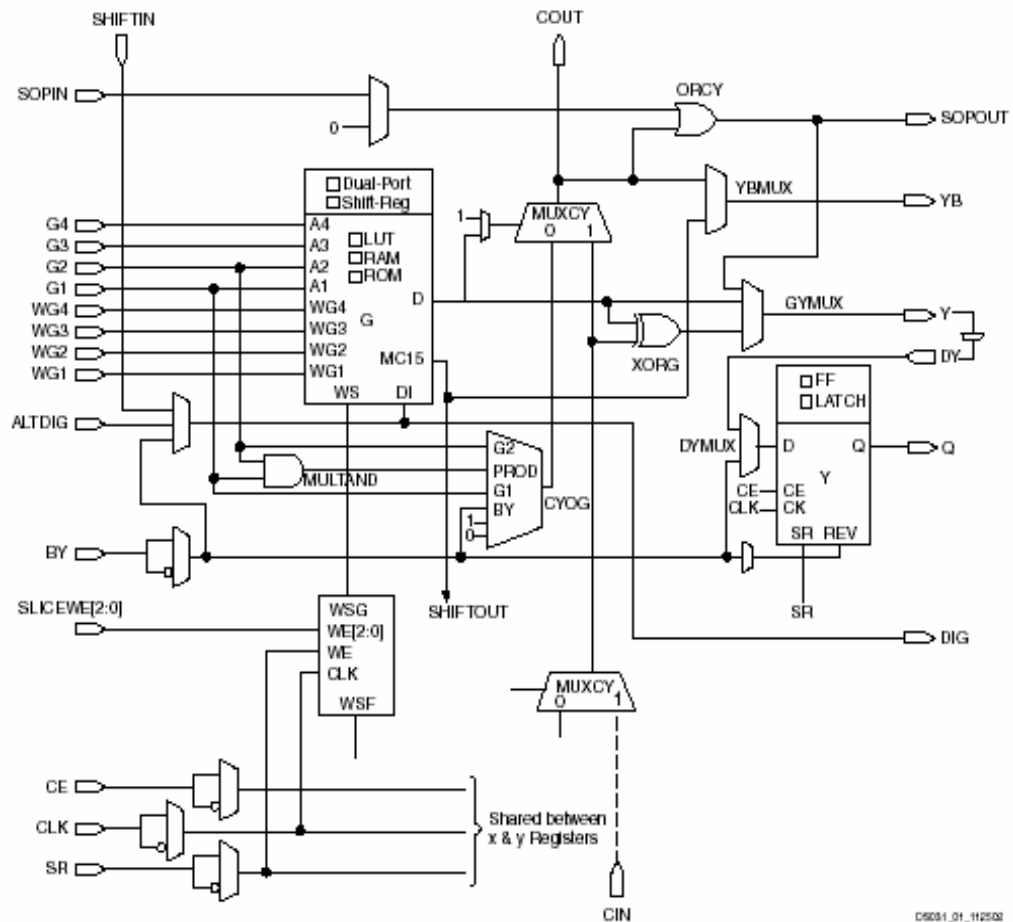 SHIFTIN
COUT
SOPIN
0
ORCY
SOPOUT
Dual-Port
Shift-Reg
YBMUX
YB
1
MUXCY
0 1
G4
A4
G3
A3
LUT
G2
A2
RAM
G1
A1
ROM
WG4
WG4
D
G
WG3
WG3
WG2
WG2
MC15
WG1
WG1
WS
DI
GYMUX
Y
XORG
DY
FF
LATCH
ALTDIG
G2
PROD
MULTAND
G1
CYOG
BY
1
0
DYMUX
D
Q
Q
Y
CE
CE
CLK
CK
SR REV
BY
SHIFTOUT
SR
SLICEWE[2:0]
WSG
WE[2:0]
WE
CLK
WSF
DIG
MUXCY
0 1
CE
CLK
SR
Shared between
x & y Registers
CIN
DS031_01_112502